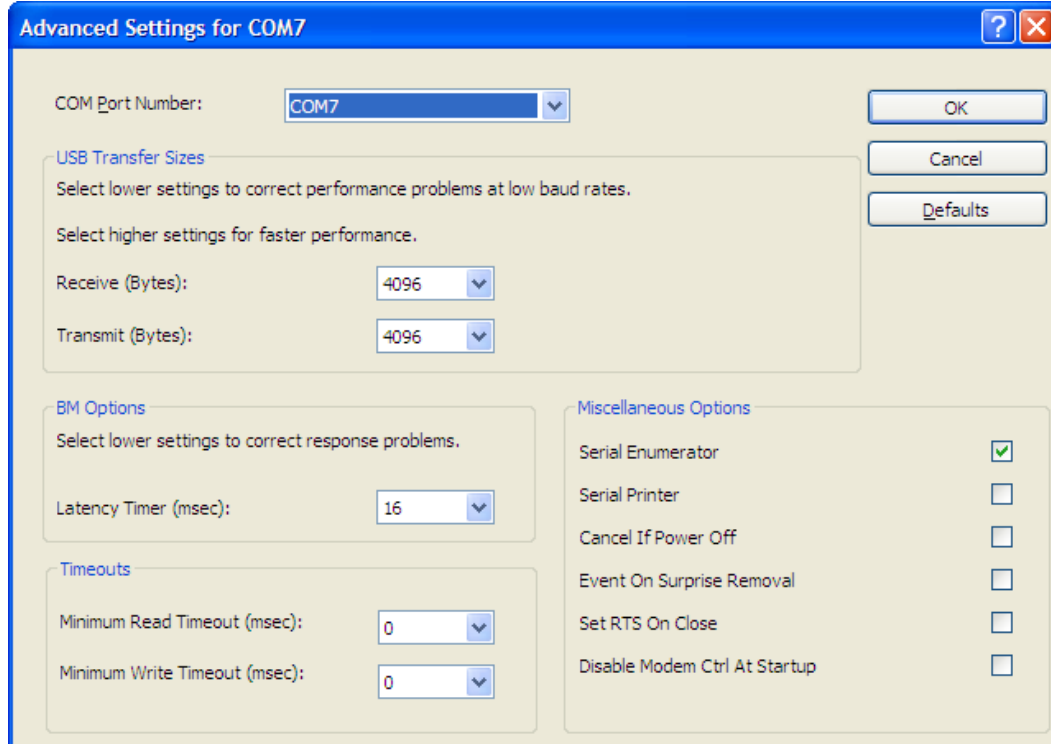 Advanced Settings for COM7
COM Port Number: COM7
OK
USB Transfer Sizes
Cancel
Select lower settings to correct performance problems at low baud rates.
Defaults
Select higher settings for faster performance.
Receive (Bytes): 4096
Transmit (Bytes): 4096
BM Options
Select lower settings to correct response problems.
Latency Timer (msec): 16
Timeouts
Minimum Read Timeout (msec): 0
Minimum Write Timeout (msec): 0
Miscellaneous Options
Serial Enumerator
Serial Printer
Cancel If Power Off
Event On Surprise Removal
Set RTS On Close
Disable Modem Ctrl At Startup